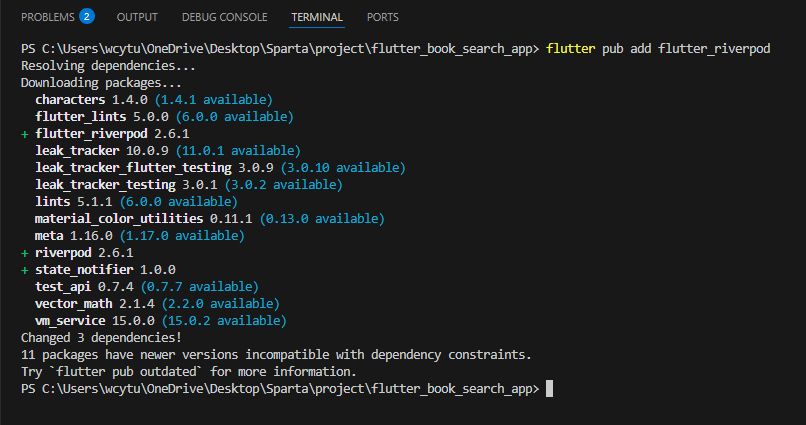 PROBLEMS 2 OUTPUT DEBUG CONSOLE TERMINAL PORTS
PS C:\Users\wcytu\OneDrive\Desktop\Sparta\project\flutter_book_search_app> flutter pub add flutter_riverpod
Resolving dependencies...
Downloading packages...
  characters 1.4.0 (1.4.1 available)
  flutter_lints 5.0.0 (6.0.0 available)
+ flutter_riverpod 2.6.1
  leak_tracker 10.0.9 (11.0.1 available)
  leak_tracker_flutter_testing 3.0.9 (3.0.10 available)
  leak_tracker_testing 3.0.1 (3.0.2 available)
  lints 5.1.1 (6.0.0 available)
  material_color_utilities 0.11.1 (0.13.0 available)
  meta 1.16.0 (1.17.0 available)
+ riverpod 2.6.1
+ state_notifier 1.0.0
  test_api 0.7.4 (0.7.7 available)
  vector_math 2.1.4 (2.2.0 available)
  vm_service 15.0.0 (15.0.2 available)
Changed 3 dependencies!
11 packages have newer versions incompatible with dependency constraints.
Try `flutter pub outdated` for more information.
PS C:\Users\wcytu\OneDrive\Desktop\Sparta\project\flutter_book_search_app>